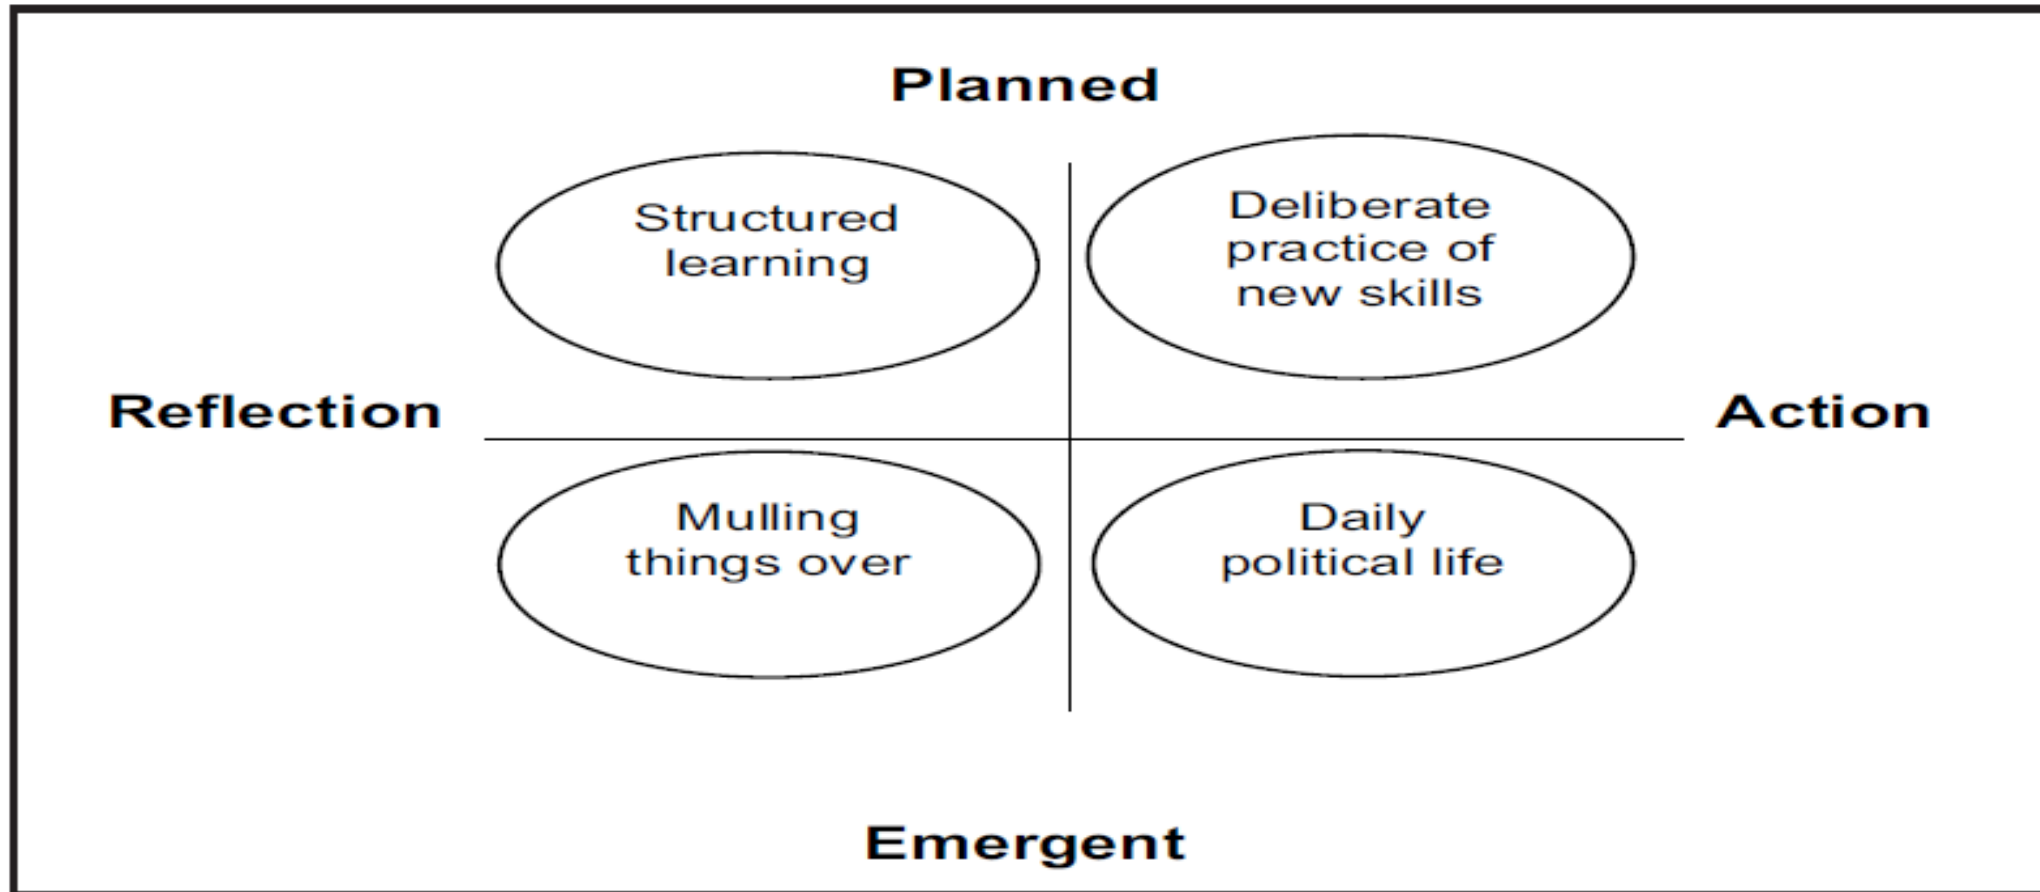 Planned
Structured
learning
Deliberate
practice of
new skills
Reflection
Action
Mulling
things over
Daily
political life
Emergent